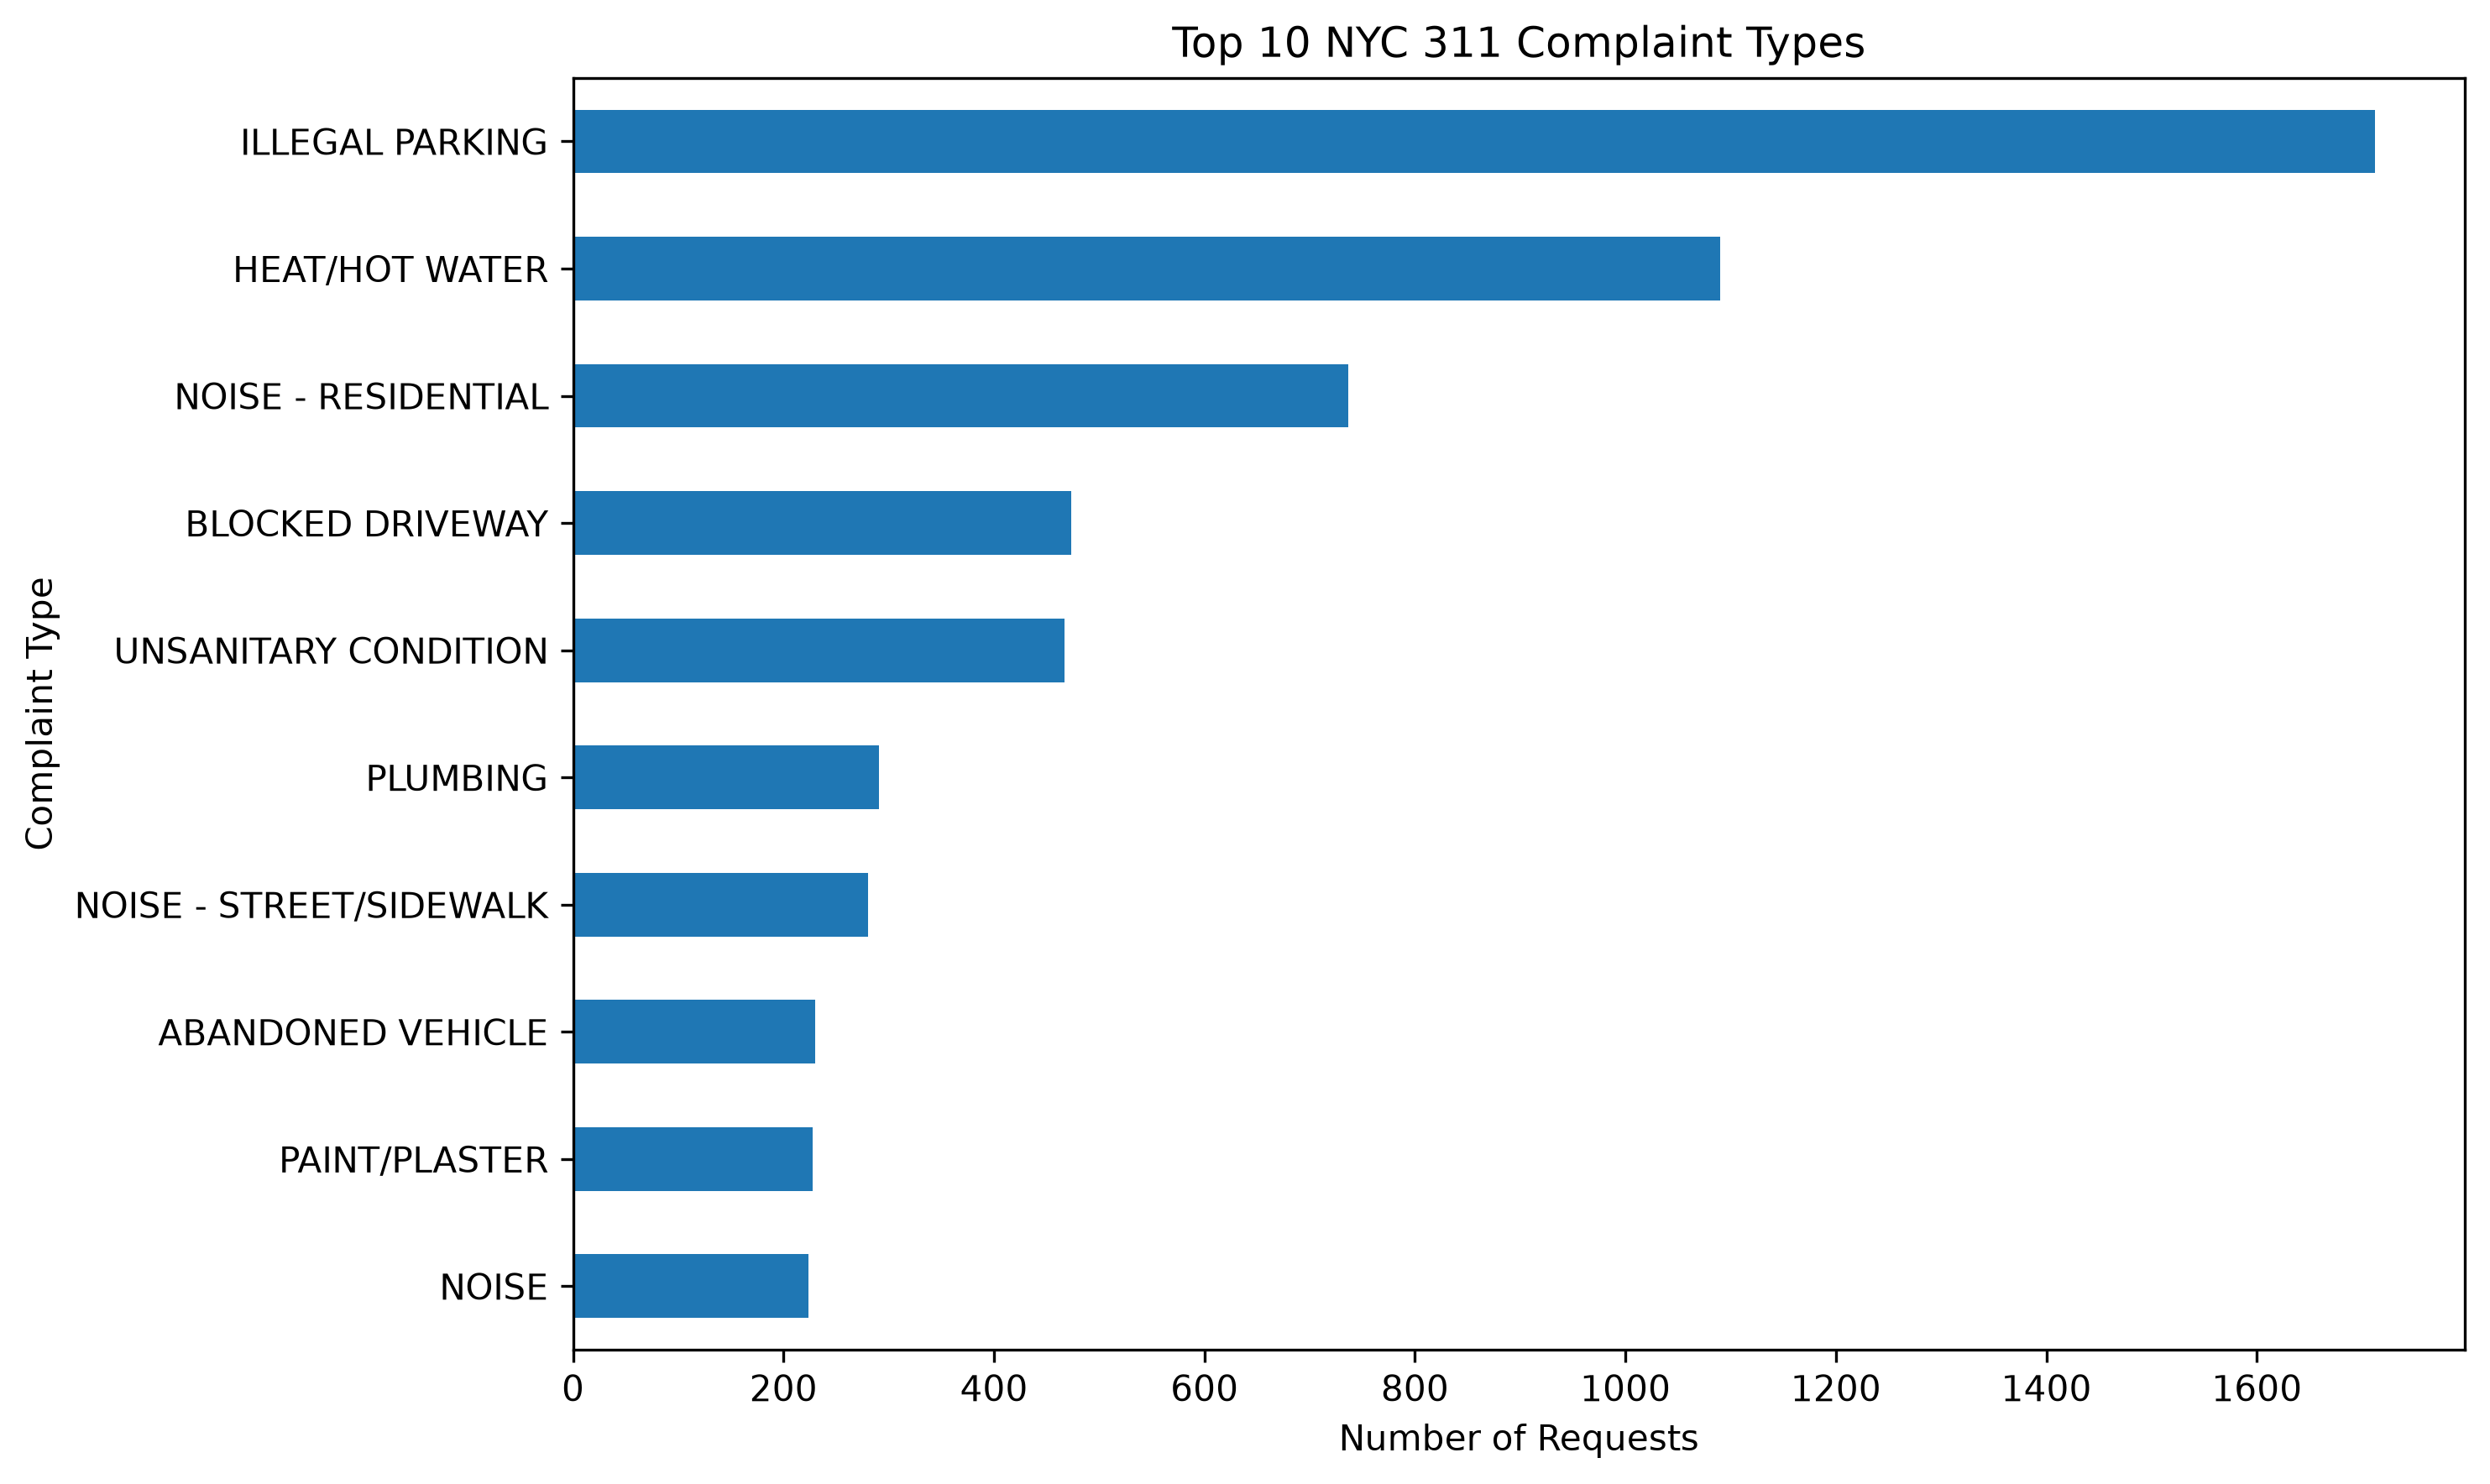 Top 10 NYC 311 Complaint Types
Complaint Type
ILLEGAL PARKING
HEAT/HOT WATER
NOISE - RESIDENTIAL
BLOCKED DRIVEWAY
UNSANITARY CONDITION
PLUMBING
NOISE - STREET/SIDEWALK
ABANDONED VEHICLE
PAINT/PLASTER
NOISE
0 200 400 600 800 1000 1200 1400 1600
Number of Requests